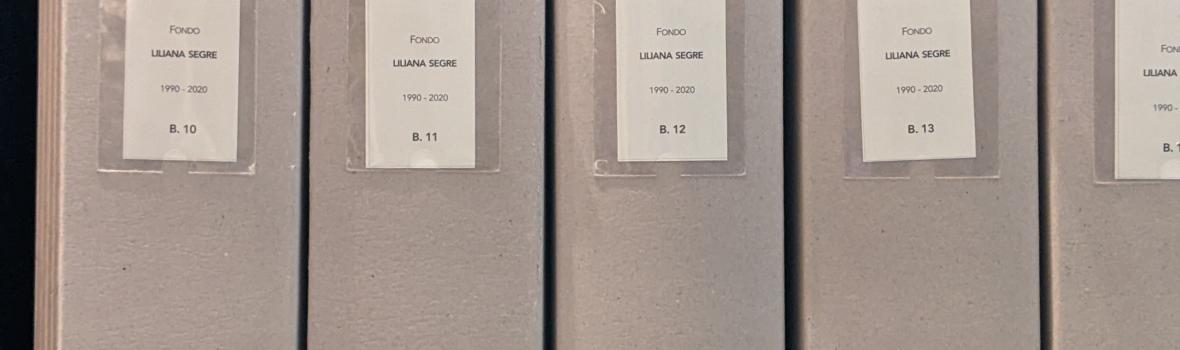 FONDO
LILIANA SEGRE
1990 - 2020
B. 10
FONDO
LILIANA SEGRE
1990 - 2020
B. 11
FONDO
LILIANA SEGRE
1990 - 2020
B. 12
FONDO
LILIANA SEGRE
1990 - 2020
B. 13
LILIANA
1990 -